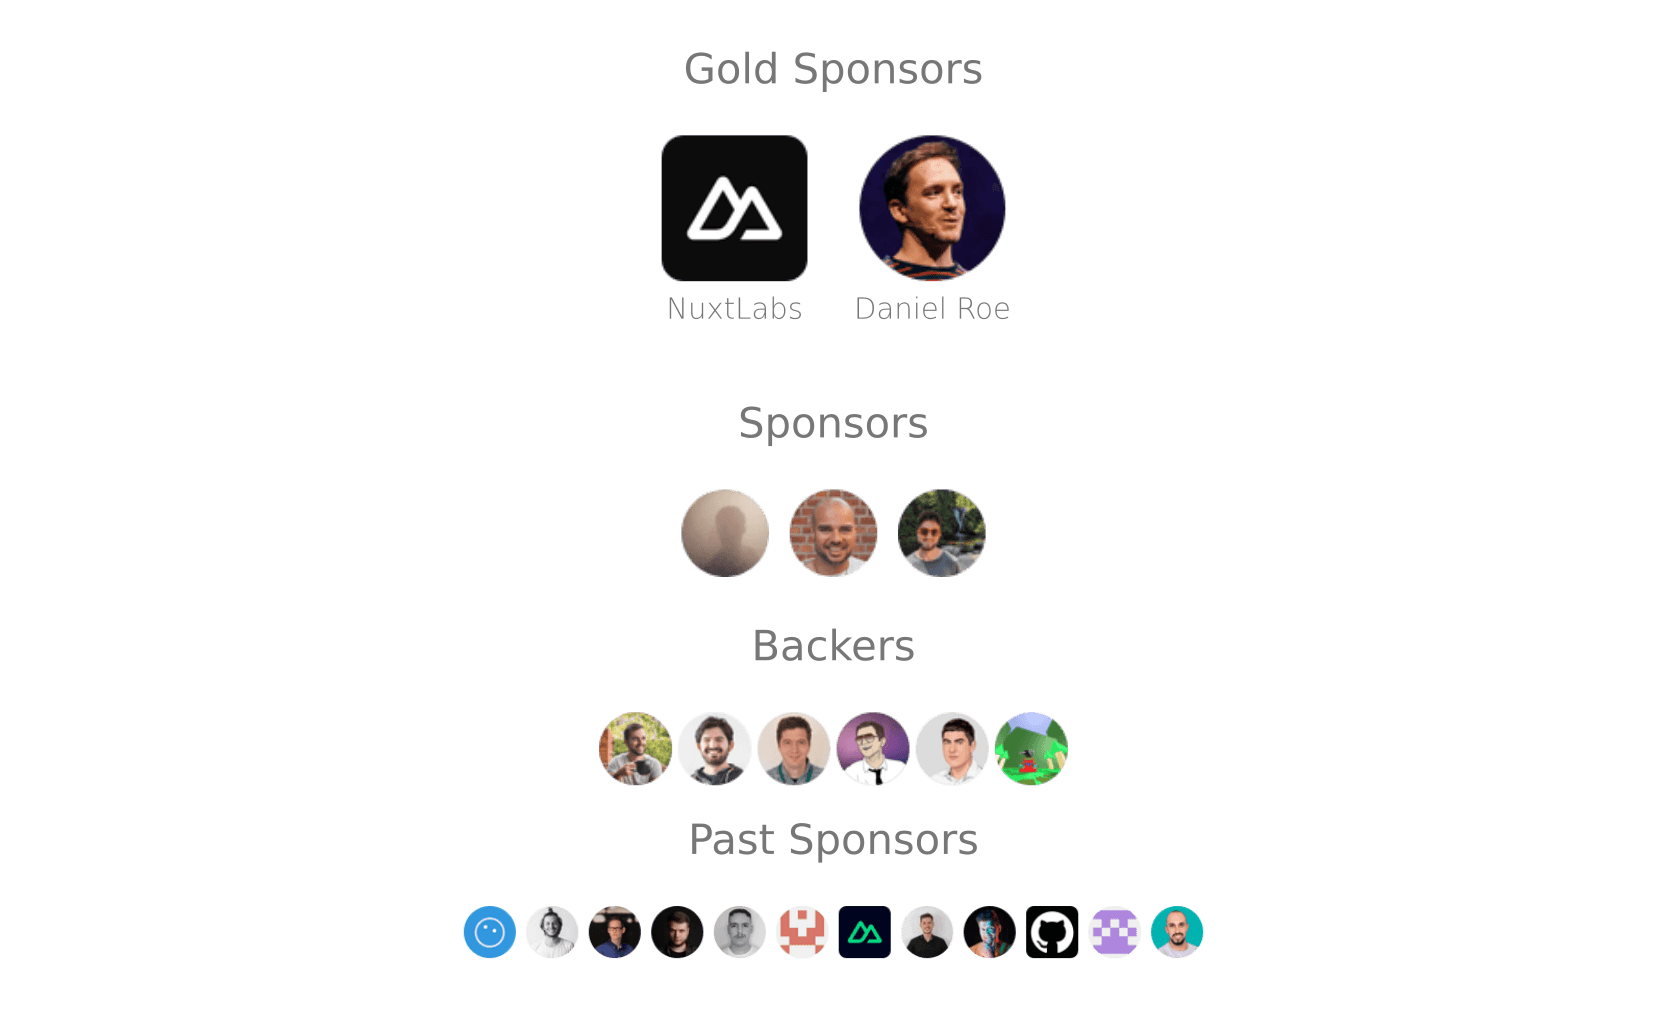 Gold Sponsors
NuxtLabs
Daniel Roe
Sponsors
Backers
Past Sponsors